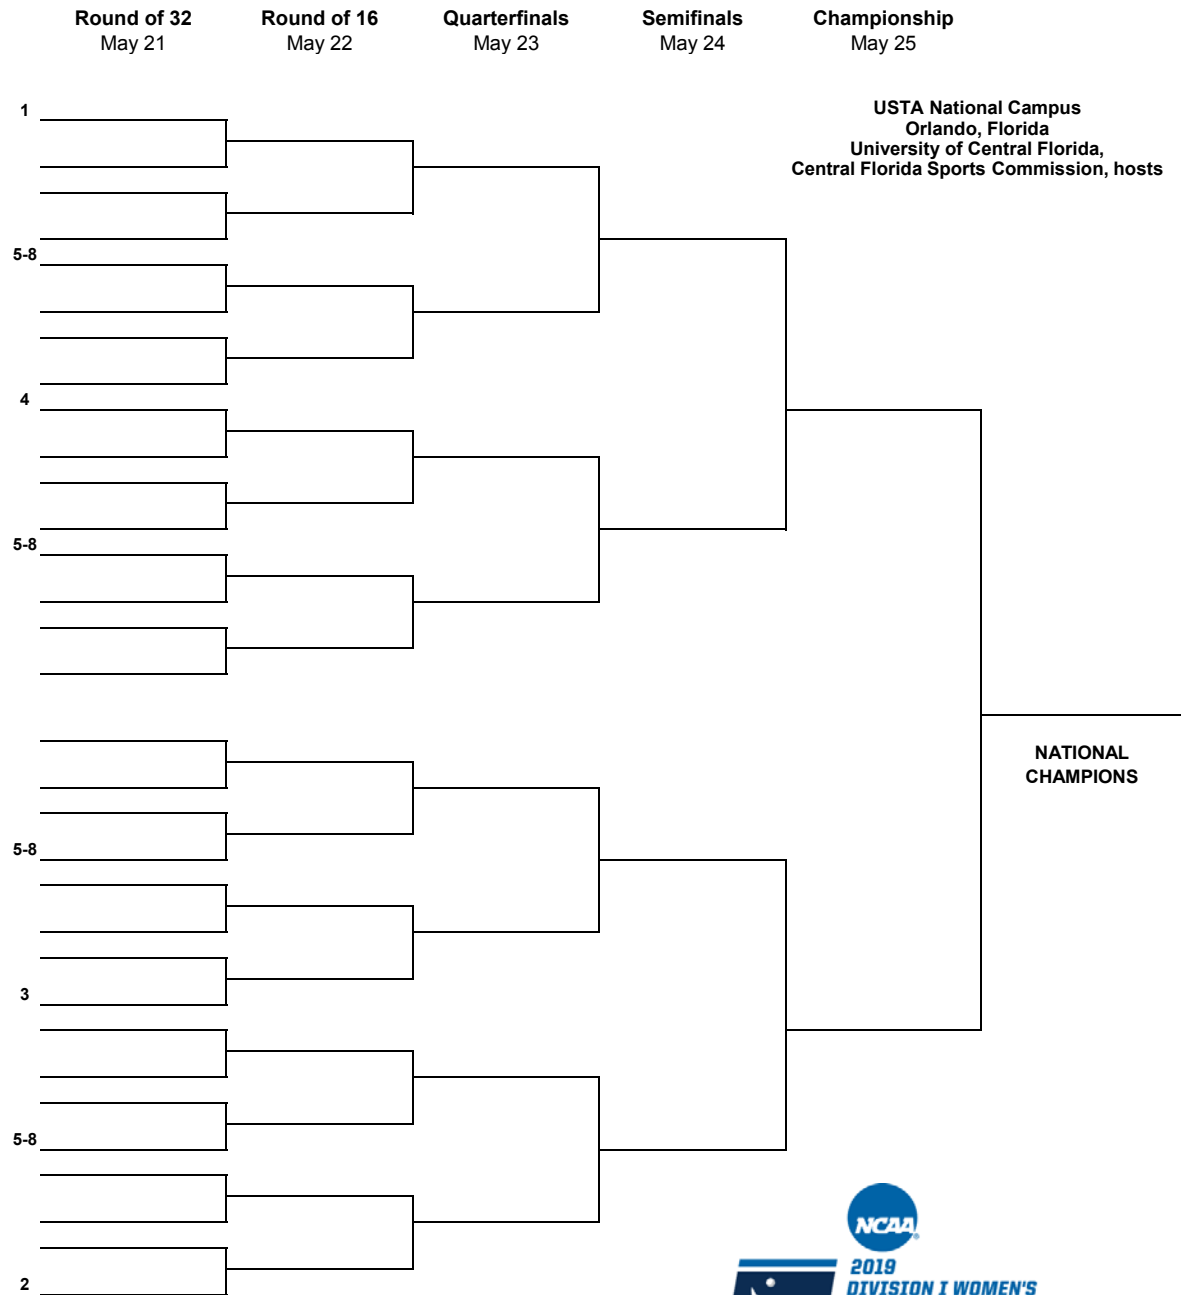 Round of 32
May 21
Round of 16
May 22
Quarterfinals
May 23
Semifinals
May 24
Championship
May 25
USTA National Campus
Orlando, Florida
University of Central Florida,
Central Florida Sports Commission, hosts
1
5-8
4
5-8
NATIONAL
CHAMPIONS
5-8
3
5-8
2
NCAA
2019
DIVISION I WOMEN'S